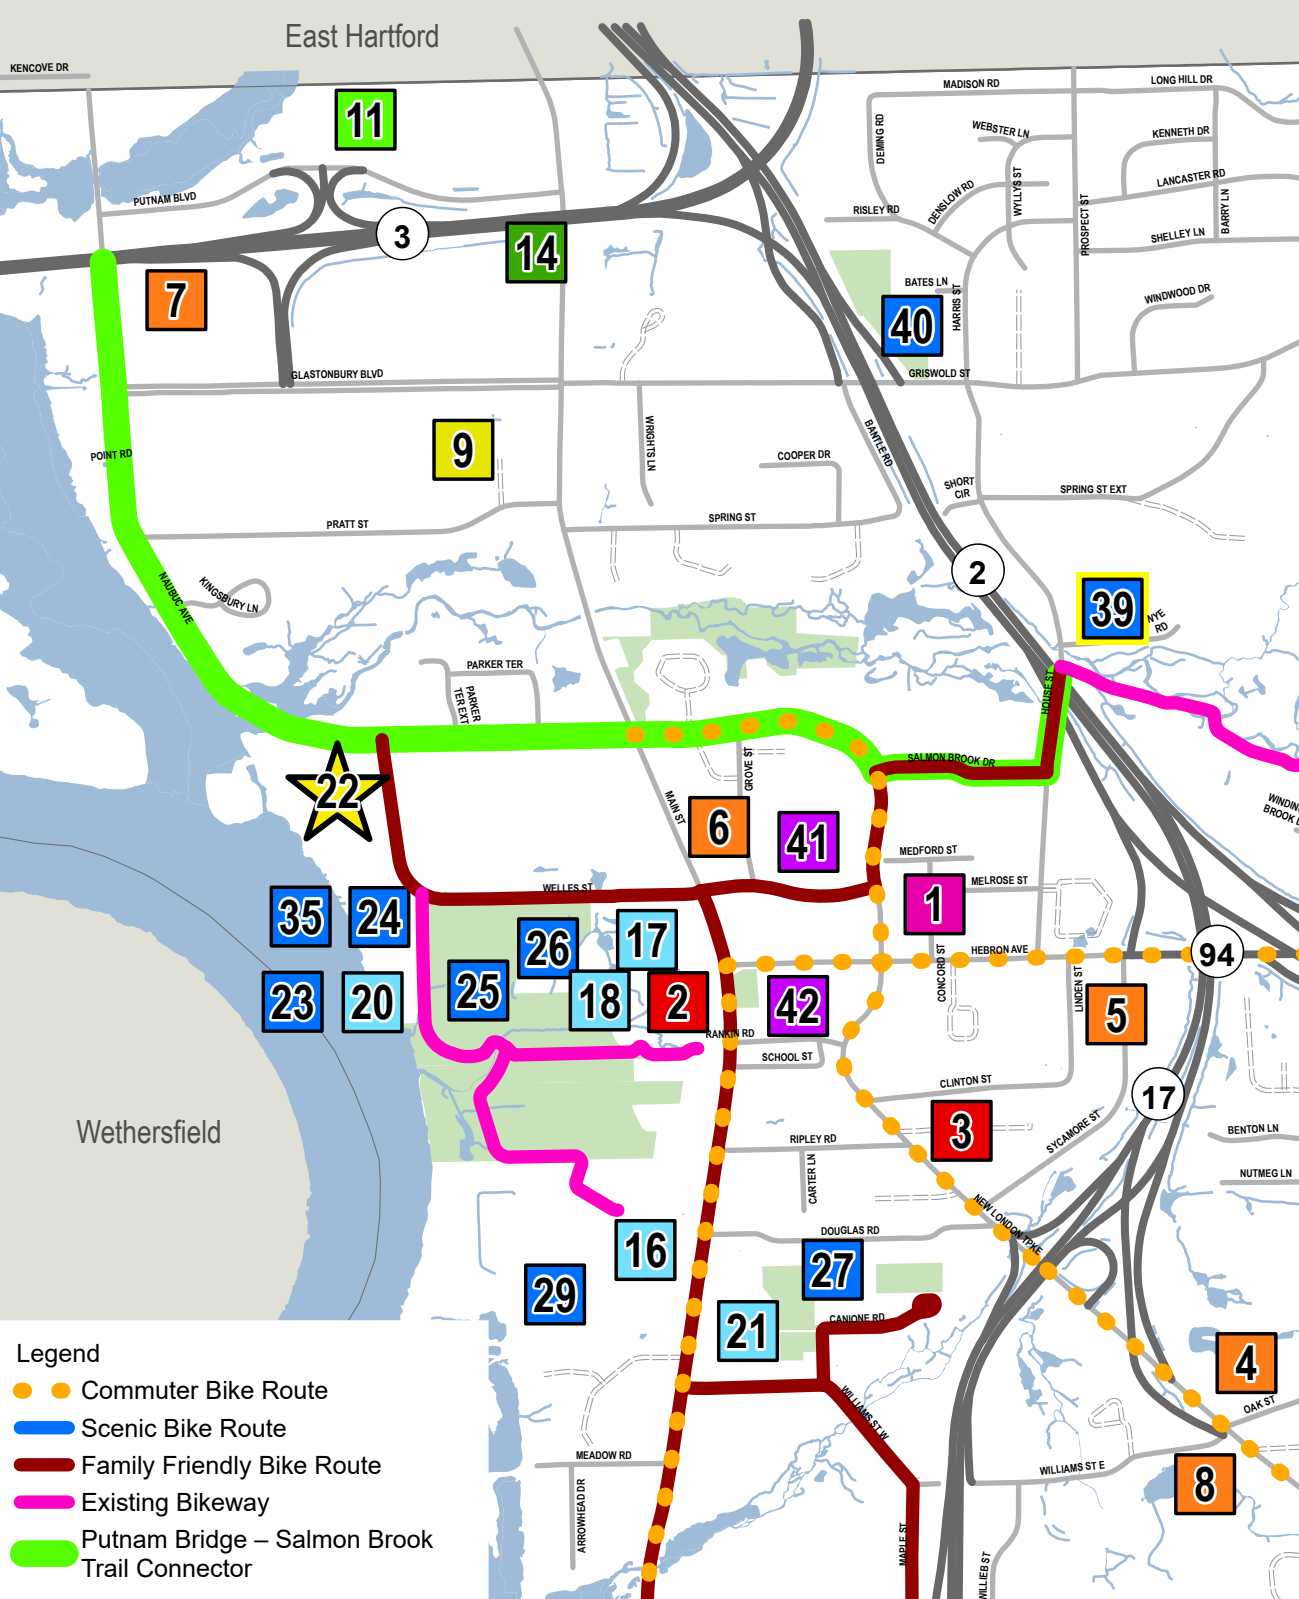 East Hartford
KENCOVE DR
MADISON RD
LONG HILL DR
11
DEMING RD
WEBSTER LN
KENNETH DR
PUTNAM BLVD
WYLLYS ST
LANCASTER RD
DENSLOW RD
BARRY LN
RISLEY RD
PROSPECT ST
3
SHELLEY LN
14
7
BATES LN
HARRIS ST
WINDWOOD DR
40
GLASTONBURY BLVD
GRISWOLD ST
9
WRIGHTS LN
BANTLE RD
POINT RD
COOPER DR
SHORT
CIR
SPRING ST EXT
PRATT ST
SPRING ST
2
NAUBUC AVE
KINGSBURY LN
39
NYE
RD
PARKER TER
PARKER
TER EXT
HOUSE ST
SALMON BROOK DR
GROVE ST
22
MAIN ST
6
41
WINDING
BROOK
MEDFORD ST
WELLES ST
MELROSE ST
1
35
24
26
17
HEBRON AVE
94
CONCORD ST
LINDEN ST
23
20
25
18
2
42
5
RANKIN RD
SCHOOL ST
CLINTON ST
17
Wethersfield
3
SYCAMORE ST
BENTON LN
RIPLEY RD
CARTER LN
NUTMEG LN
NEW LONDON TPKE
DOUGLAS RD
16
27
29
CANIONE RD
21
4
Legend
Commuter Bike Route
Scenic Bike Route
Family Friendly Bike Route
Existing Bikeway
Putnam Bridge – Salmon Brook
Trail Connector
WILLIAMS ST W
OAK ST
MEADOW RD
WILLIAMS ST E
8
ARROWHEAD DR
MAPLE ST
WILLIEB ST